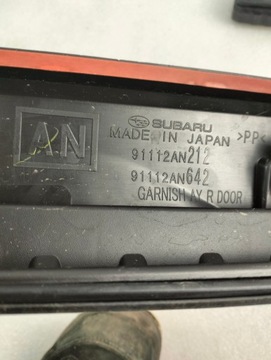 SUBARU
MADE IN JAPAN >PP<
AN
91112AN212
91112AN642
GARNISH AY R DOOR